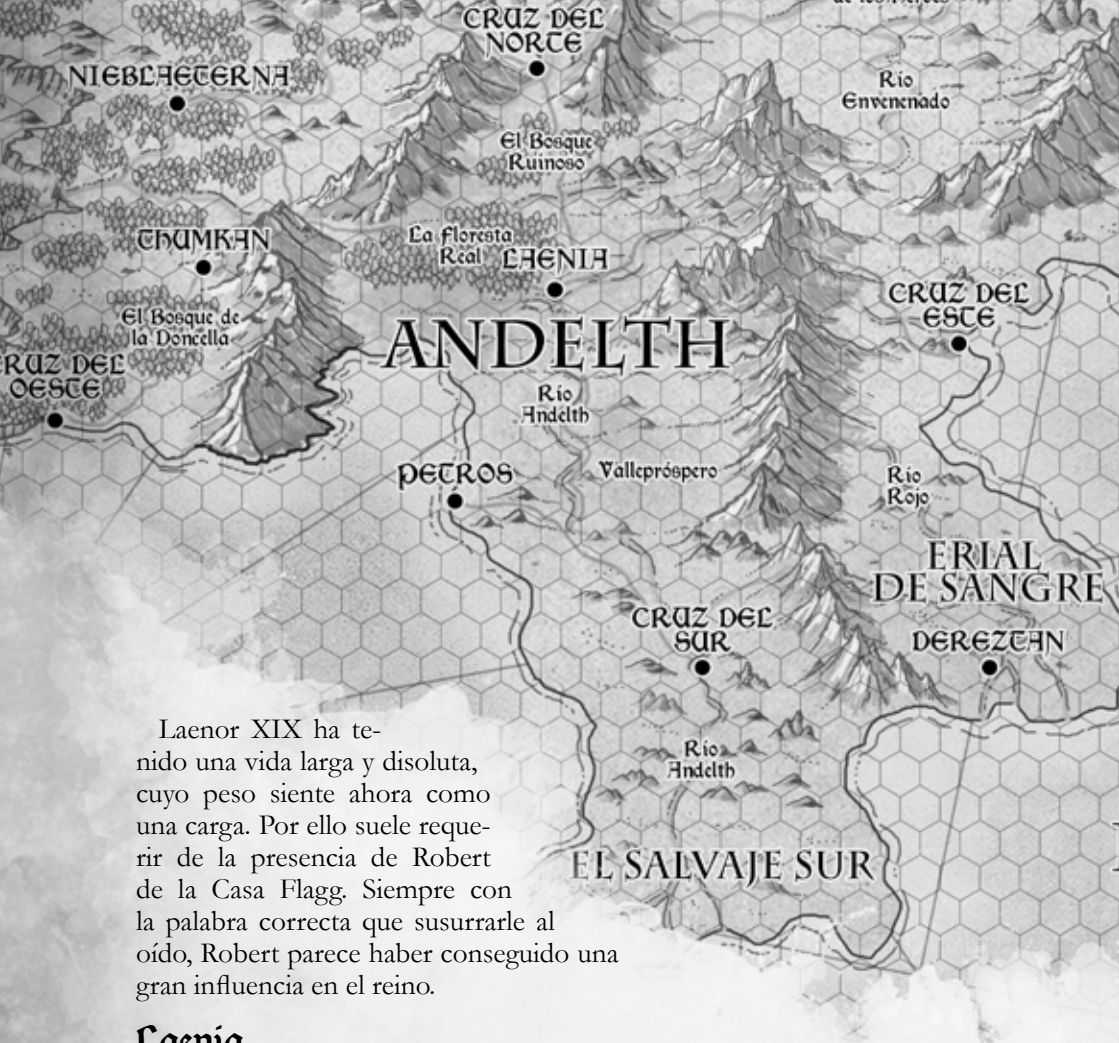 de los Héroes
CRUZ DEL
NORTE
NIEBLAETERNA
Río
Envenenado
El Bosque
Ruinoso
THUMKAN
La Floresta
Real
LAENIA
CRUZ DEL
ESTE
El Bosque de
la Doncella
ANDELTH
CRUZ DEL
OESTE
Río
Andelth
PETROS
Vallepróspero
Río
Rojo
ERIAL
DE SANGRE
CRUZ DEL
SUR
DEREZTAN
Río
Andelth
EL SALVAJE SUR
Laenor XIX ha te-
nido una vida larga y disoluta,
cuyo peso siente ahora como
una carga. Por ello suele reque-
rir de la presencia de Robert
de la Casa Flagg. Siempre con
la palabra correcta que susurrarle al
oído, Robert parece haber conseguido una
gran influencia en el reino.
Laenia